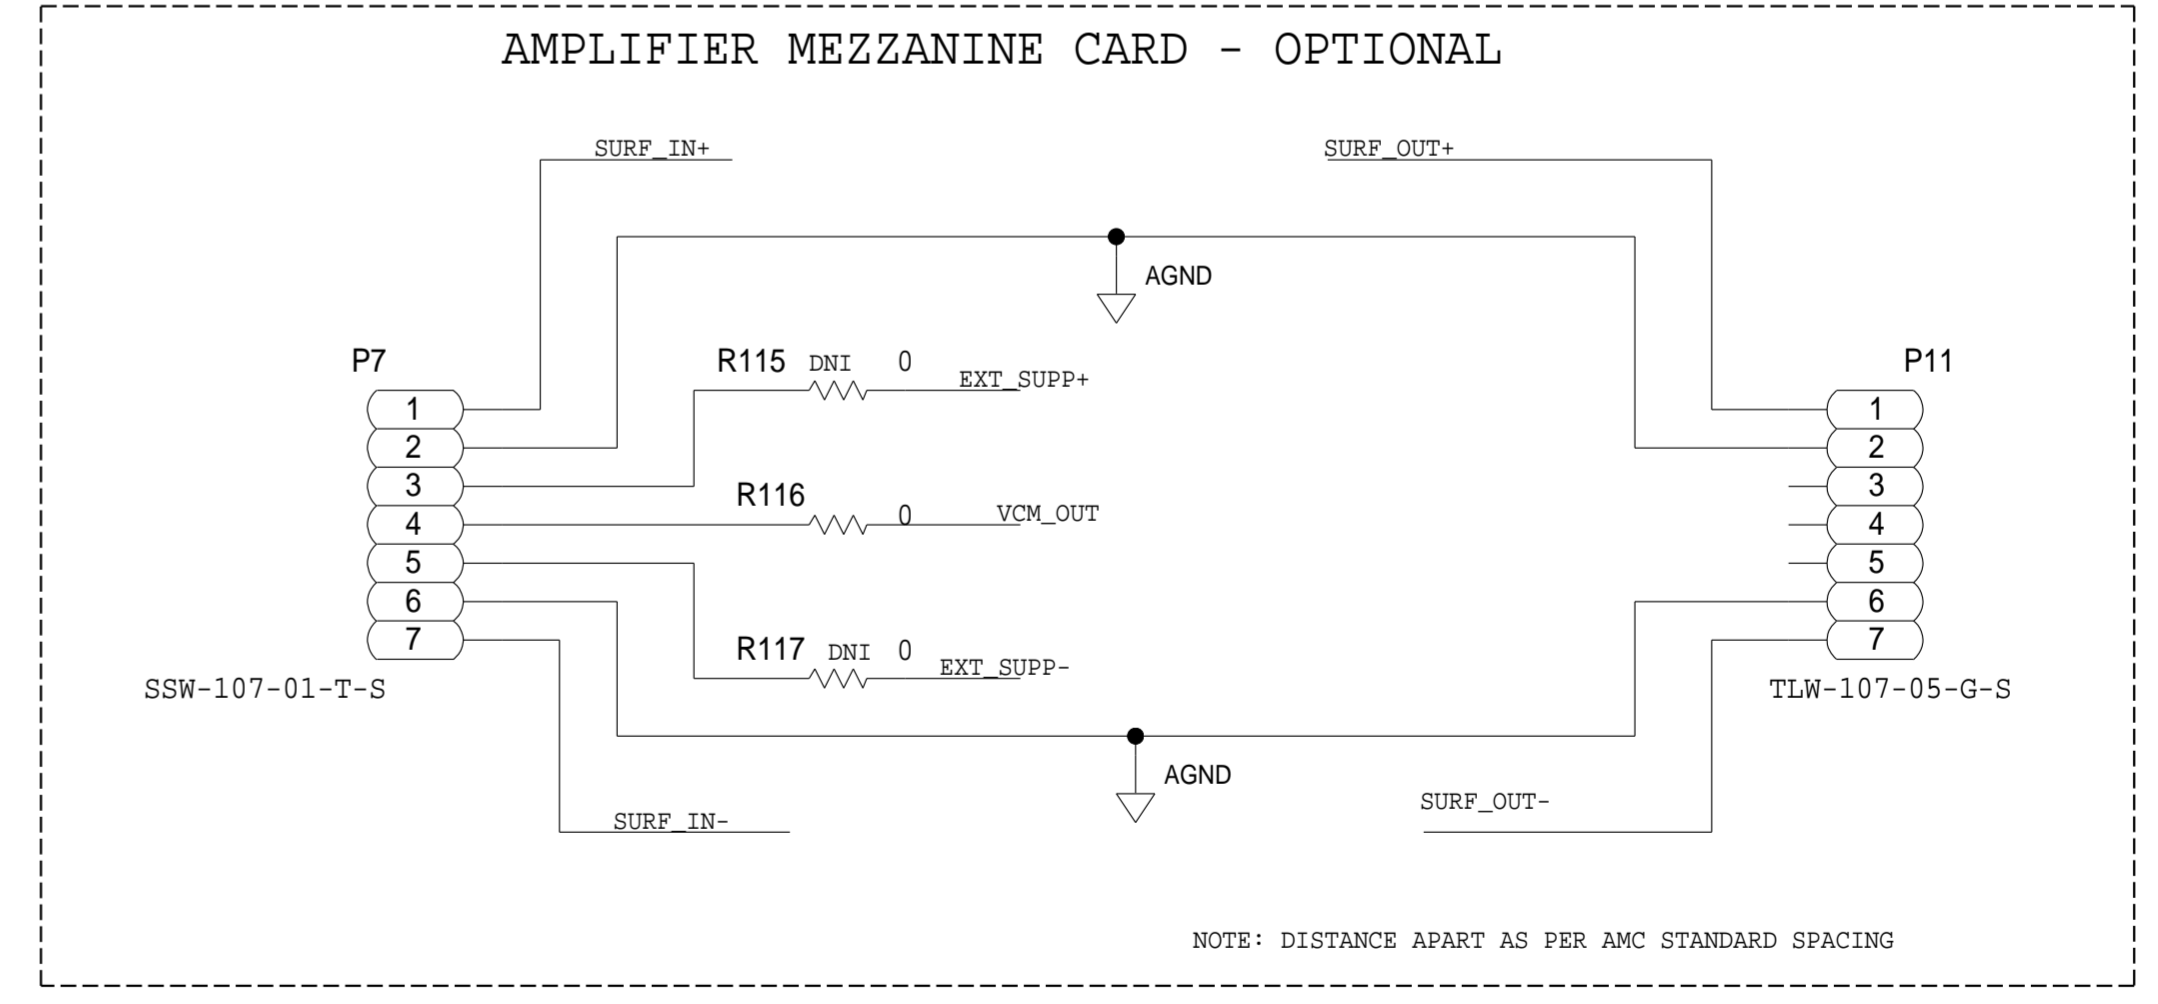 AMPLIFIER MEZZANINE CARD - OPTIONAL
SURF_IN+
SURF_OUT+
AGND
P7
R115 DNI 0
EXT_SUPP+
P11
1
2
3
4
5
6
7
R116
0
VCM_OUT
R117 DNI 0
EXT_SUPP-
1
2
3
4
5
6
7
SSW-107-01-T-S
TLW-107-05-G-S
AGND
SURF_IN-
SURF_OUT-
NOTE: DISTANCE APART AS PER AMC STANDARD SPACING